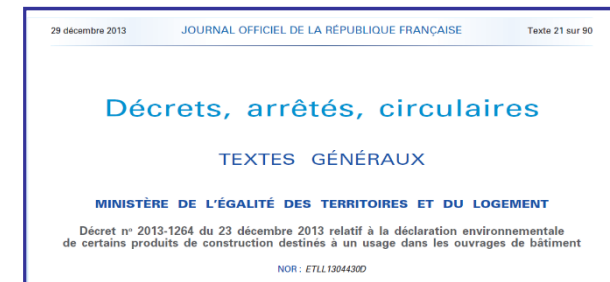 29 décembre 2013 JOURNAL OFFICIEL DE LA RÉPUBLIQUE FRANÇAISE Texte 21 sur 90
Décrets, arrêtés, circulaires
TEXTES GÉNÉRAUX
MINISTÈRE DE L'ÉGALITÉ DES TERRITOIRES ET DU LOGEMENT
Décret nº 2013-1264 du 23 décembre 2013 relatif à la déclaration environnementale
de certains produits de construction destinés à un usage dans les ouvrages de bâtiment
NOR : ETLL1304430D